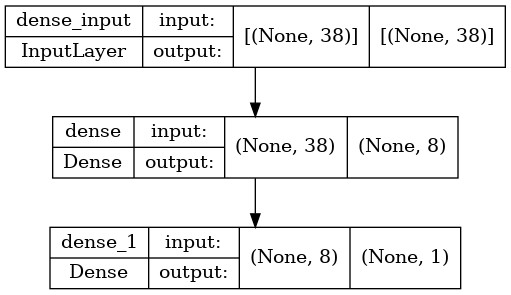 dense_input input: [(None, 38)] [(None, 38)]
InputLayer output:
dense input: (None, 38) (None, 8)
Dense output:
dense_1 input: (None, 8) (None, 1)
Dense output: